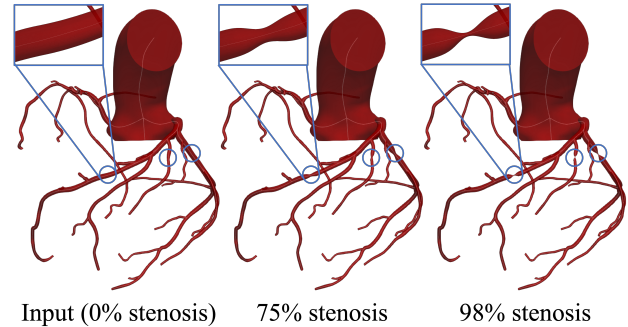 Input (0% stenosis)
75% stenosis
98% stenosis